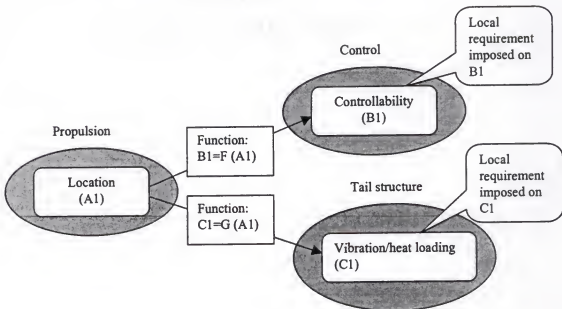 Local
requirement
imposed on
B1
Control
Controllability
(B1)
Propulsion
Function:
B1=F (A1)
Location
(A1)
Function:
C1=G (A1)
Local
requirement
imposed on
C1
Tail structure
Vibration/heat loading
(C1)